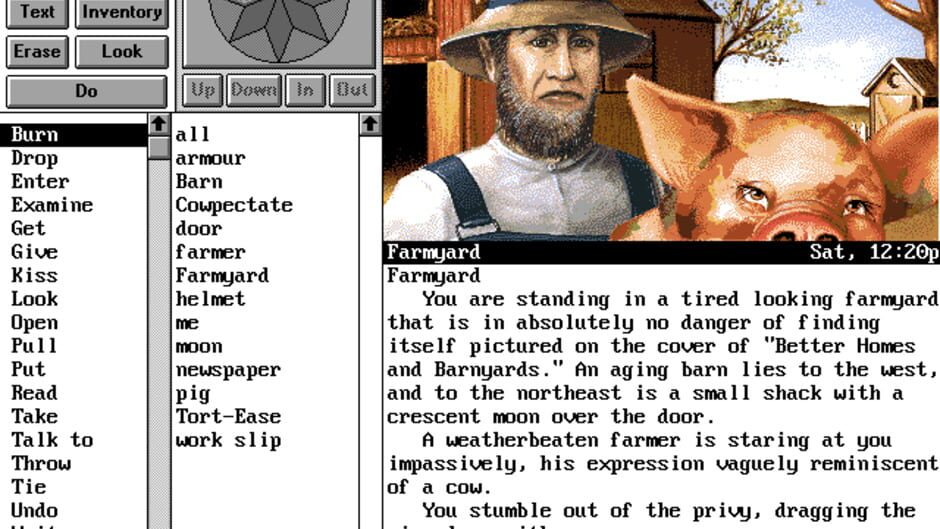 Text Inventory
Erase Look
Do
Up Down In Out
Burn
Drop
Enter
Examine
Get
Give
Kiss
Look
Open
Pull
Put
Read
Take
Talk to
Throw
Tie
Undo
all
armour
Barn
Cowpectate
door
farmer
Farmyard
helmet
me
moon
newspaper
pig
Tort-Ease
work slip
Farmyard Sat, 12:20p
Farmyard
You are standing in a tired looking farmyard
that is in absolutely no danger of finding
itself pictured on the cover of "Better Homes
and Barnyards." An aging barn lies to the west,
and to the northeast is a small shack with a
crescent moon over the door.
A weatherbeaten farmer is staring at you
impassively, his expression vaguely reminiscent
of a cow.
You stumble out of the privy, dragging the